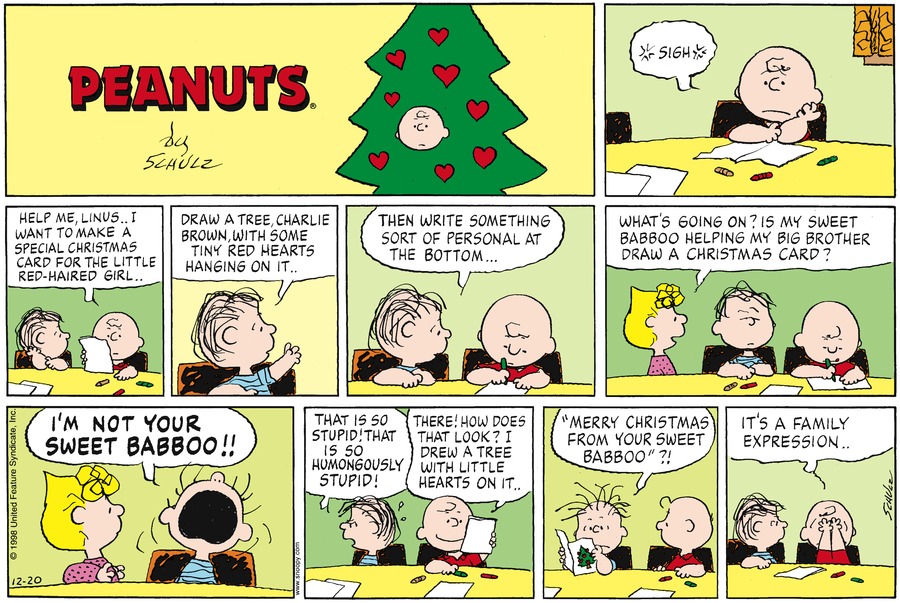 PEANUTS®
by
SCHULZ
SIGH
HELP ME, LINUS.. I
WANT TO MAKE A
SPECIAL CHRISTMAS
CARD FOR THE LITTLE
RED-HAIRED GIRL..
DRAW A TREE, CHARLIE
BROWN, WITH SOME
TINY RED HEARTS
HANGING ON IT..
THEN WRITE SOMETHING
SORT OF PERSONAL AT
THE BOTTOM...
WHAT'S GOING ON? IS MY SWEET
BABBOO HELPING MY BIG BROTHER
DRAW A CHRISTMAS CARD?
I'M NOT YOUR
SWEET BABBOO!!
© 1998 United Feature Syndicate, Inc.
12-20
THAT IS SO
STUPID! THAT
IS SO
HUMONGOUSLY
STUPID!
?
THERE! HOW DOES
THAT LOOK? I
DREW A TREE
WITH LITTLE
HEARTS ON IT..
www.snoopy.com
"MERRY CHRISTMAS
FROM YOUR SWEET
BABBOO"?!
IT'S A FAMILY
EXPRESSION..
SCHULZ